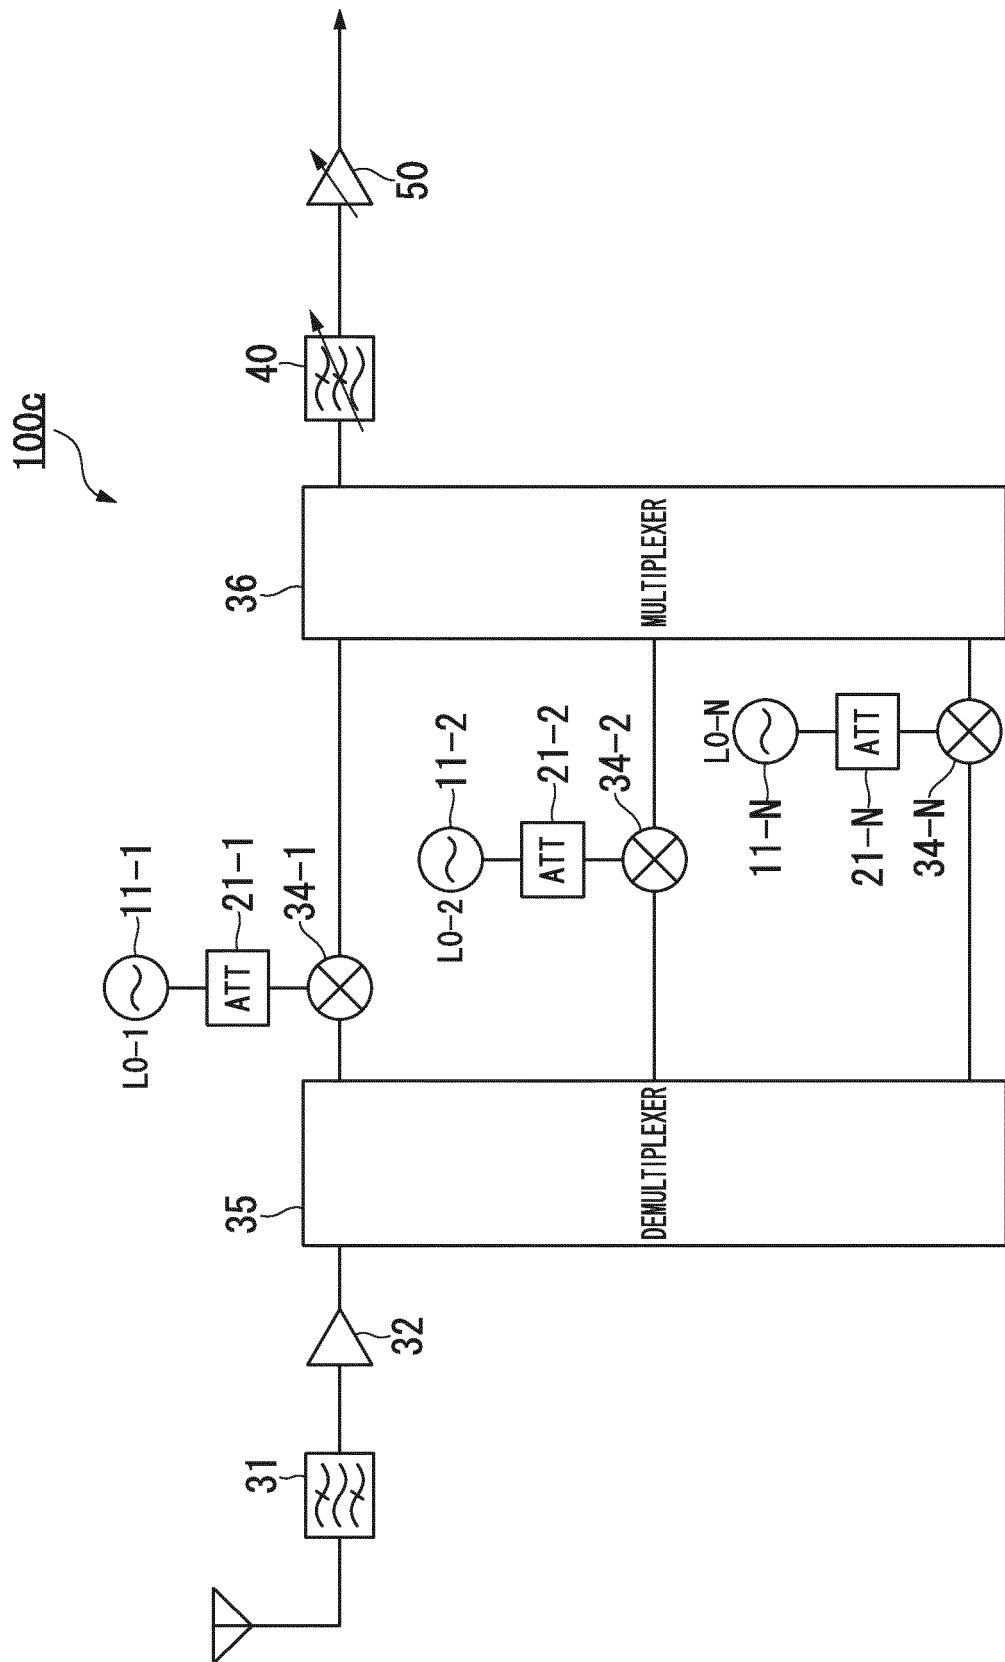 100c
31
32
35
DEMULTIPLEXER
LO-1
11-1
ATT
21-1
34-1
LO-2
11-2
ATT
21-2
34-2
LO-N
11-N
ATT
21-N
34-N
36
MULTIPLEXER
40
50